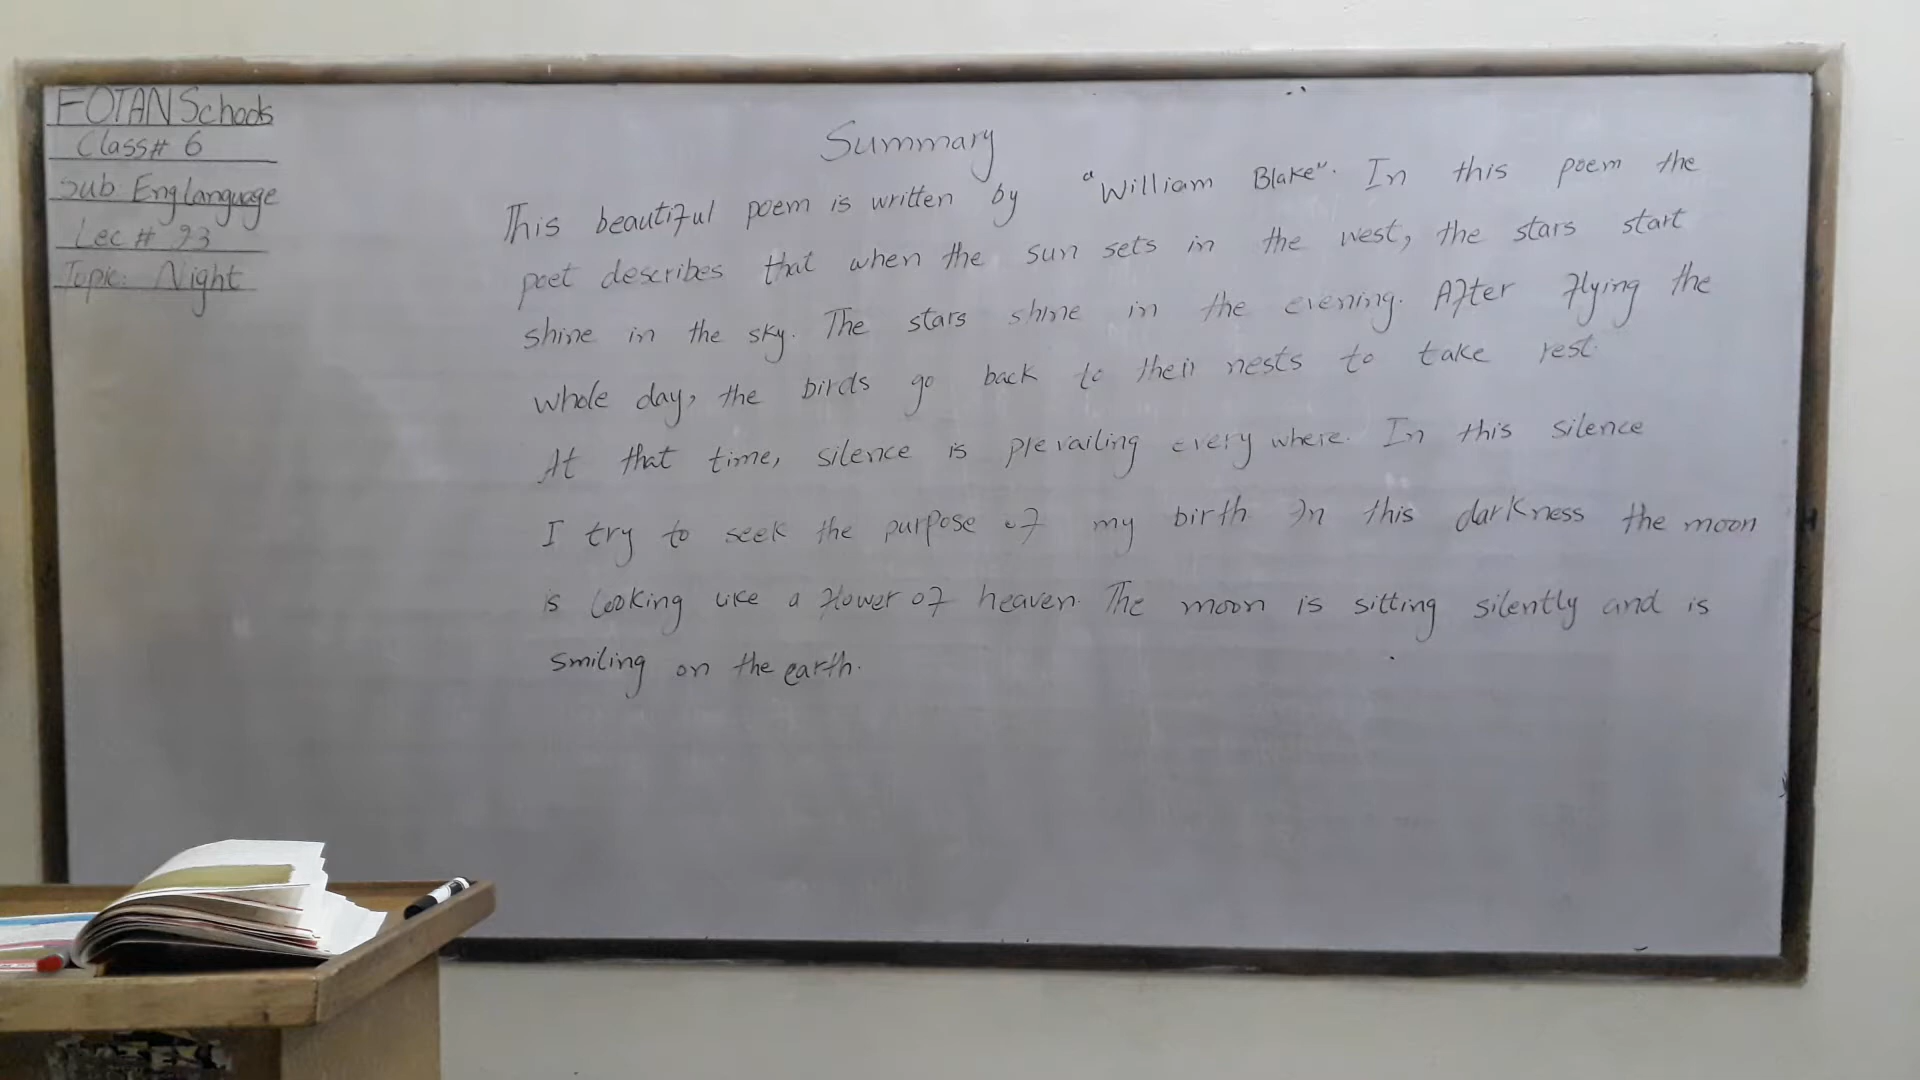 FOTAN Schools
Class# 6
Sub: Eng language
Lec # 93
Topic: Night
Summary
This beautiful poem is written by "William Blake". In this poem the
poet describes that when the sun sets in the west, the stars start
shine in the sky. The stars shine in the evening. After flying the
whole day, the birds go back to their nests to take rest.
At that time, silence is prevailing every where. In this silence
I try to seek the purpose of my birth In this darkness the moon
is looking like a flower of heaven. The moon is sitting silently and is
smiling on the earth.